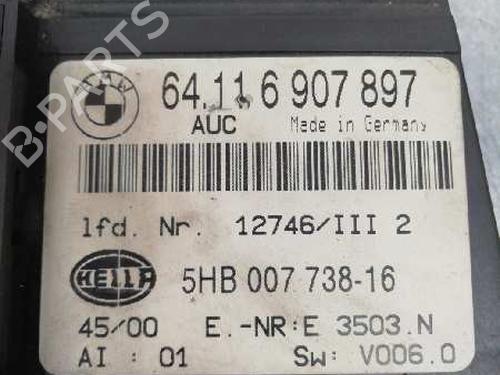 B-PARTS
BMW
64.11 6 907 897
AUC Made in Germany
lfd. Nr. 12746/III 2
HELLA 5HB 007 738-16
45/00 E.-NR:E 3503.N
AI : 01 Sw: V006.0